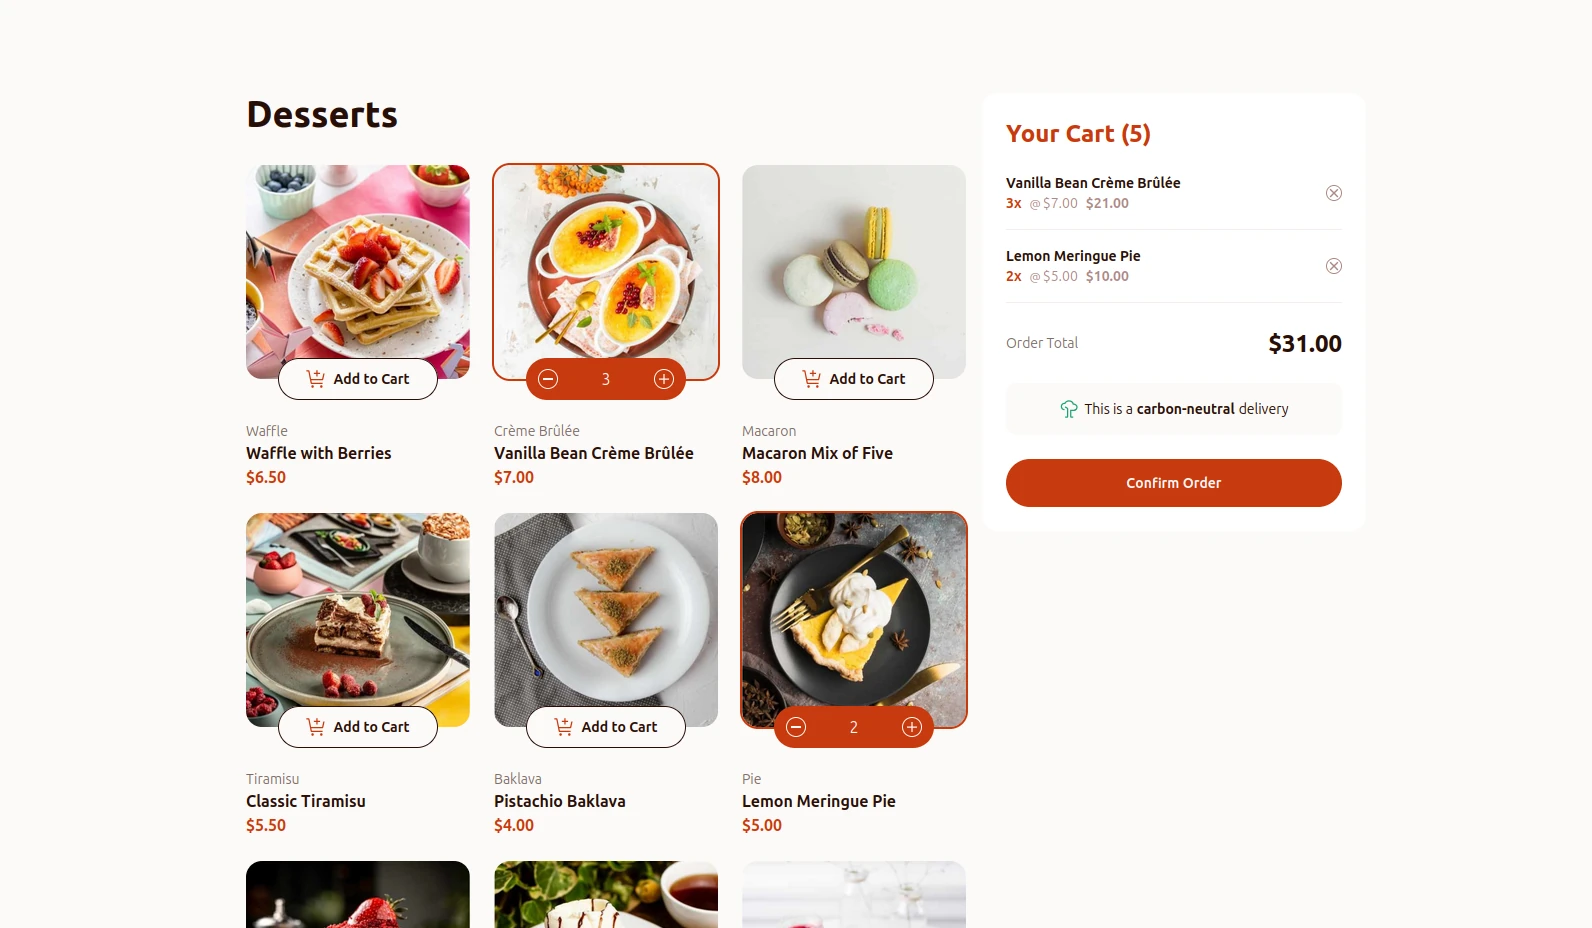 Desserts
Add to Cart
3
Add to Cart
Waffle
Waffle with Berries
$6.50
Crème Brûlée
Vanilla Bean Crème Brûlée
$7.00
Macaron
Macaron Mix of Five
$8.00
Add to Cart
Add to Cart
2
Tiramisu
Classic Tiramisu
$5.50
Baklava
Pistachio Baklava
$4.00
Pie
Lemon Meringue Pie
$5.00
Your Cart (5)
Vanilla Bean Crème Brûlée
3x @$7.00 $21.00
Lemon Meringue Pie
2x @$5.00 $10.00
Order Total $31.00
This is a carbon-neutral delivery
Confirm Order